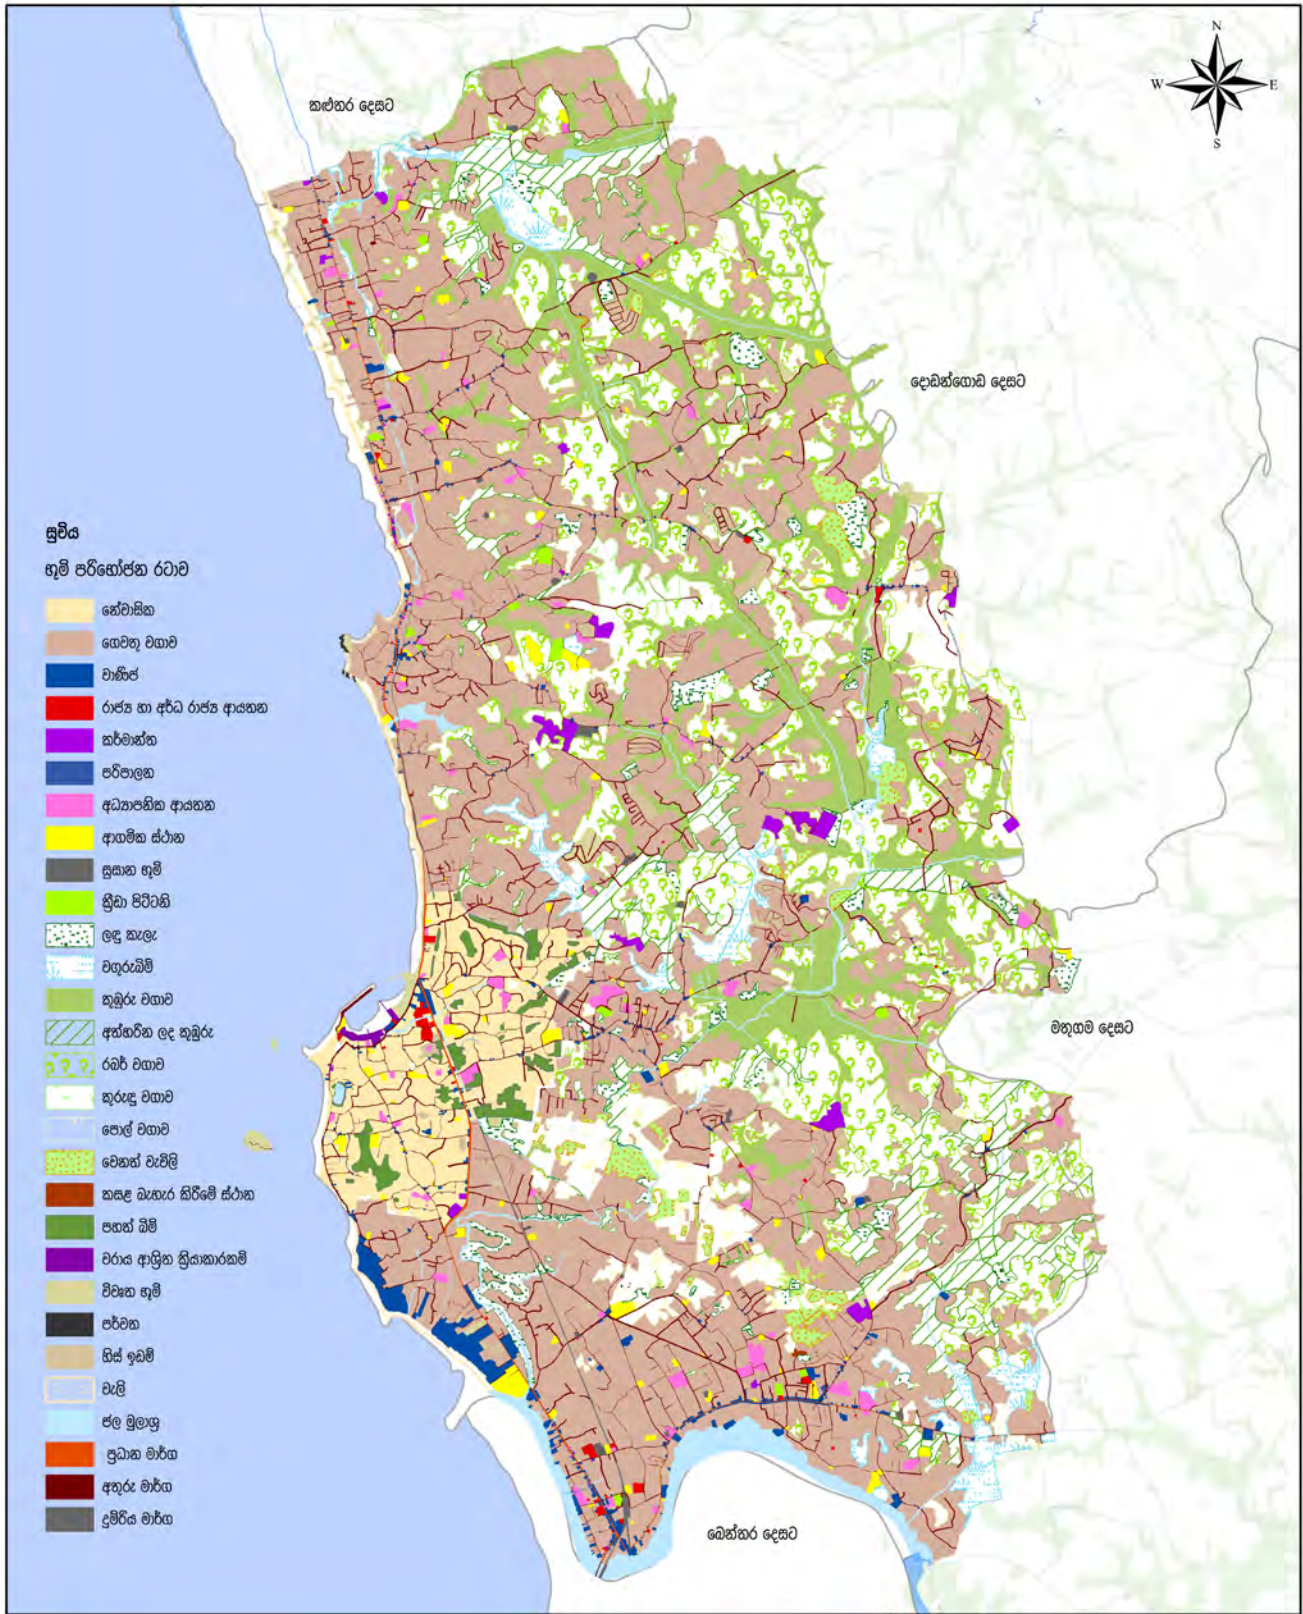 N
W
E
S
කළුතර දෙසට
දොඩන්ගොඩ දෙසට
මතුගම දෙසට
බෙන්තර දෙසට
සූචිය
භූමි පරිභෝජන රටාව
නේවාසික
ගෙවතු වගාව
වාණිජ
රාජ්‍ය හා අර්ධ රාජ්‍ය ආයතන
කර්මාන්ත
පරිපාලන
අධ්‍යාපනික ආයතන
ආගමික ස්ථාන
සුසාන භූමි
ක්‍රීඩා පිට්ටනි
ලඳු කැලෑ
වගුරුබිම්
කුඹුරු වගාව
අත්හරින ලද කුඹුරු
රබර් වගාව
කුරුඳු වගාව
පොල් වගාව
වෙනත් වැවිලි
කසළ බැහැර කිරීමේ ස්ථාන
පහත් බිම්
වරාය ආශ්‍රිත ක්‍රියාකාරකම්
විවෘත භූමි
පර්වත
හිස් ඉඩම්
වැලි
ජල මූලාශ්‍ර
ප්‍රධාන මාර්ග
අතුරු මාර්ග
දුම්රිය මාර්ග